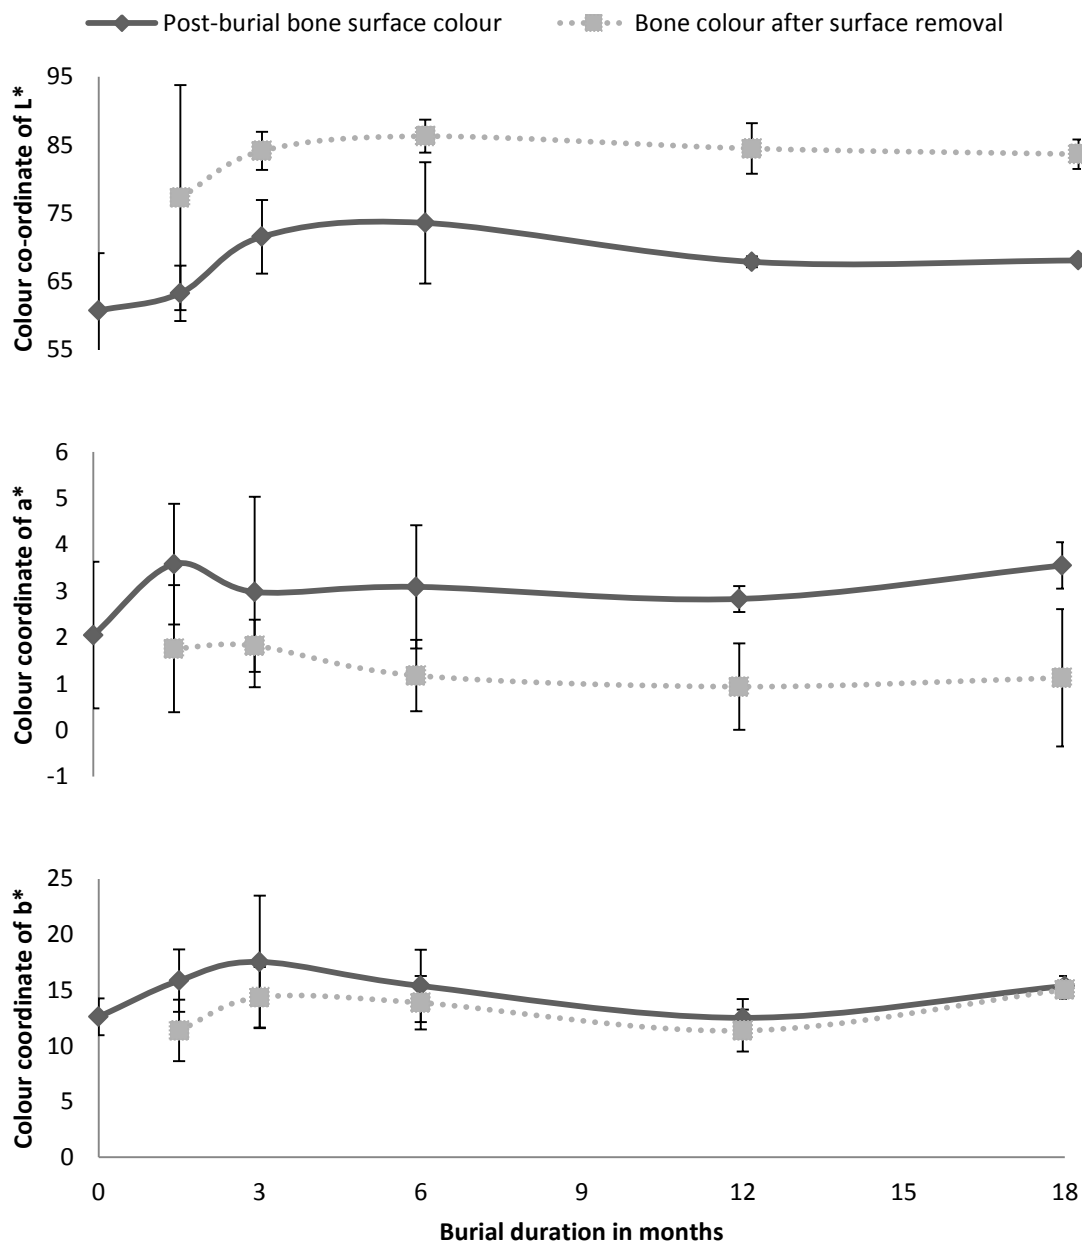 Post-burial bone surface colour
Bone colour after surface removal
Colour co-ordinate of L*
95
85
75
65
55
Colour coordinate of a*
6
5
4
3
2
1
0
-1
Colour coordinate of b*
25
20
15
10
5
0
0 3 6 9 12 15 18
Burial duration in months